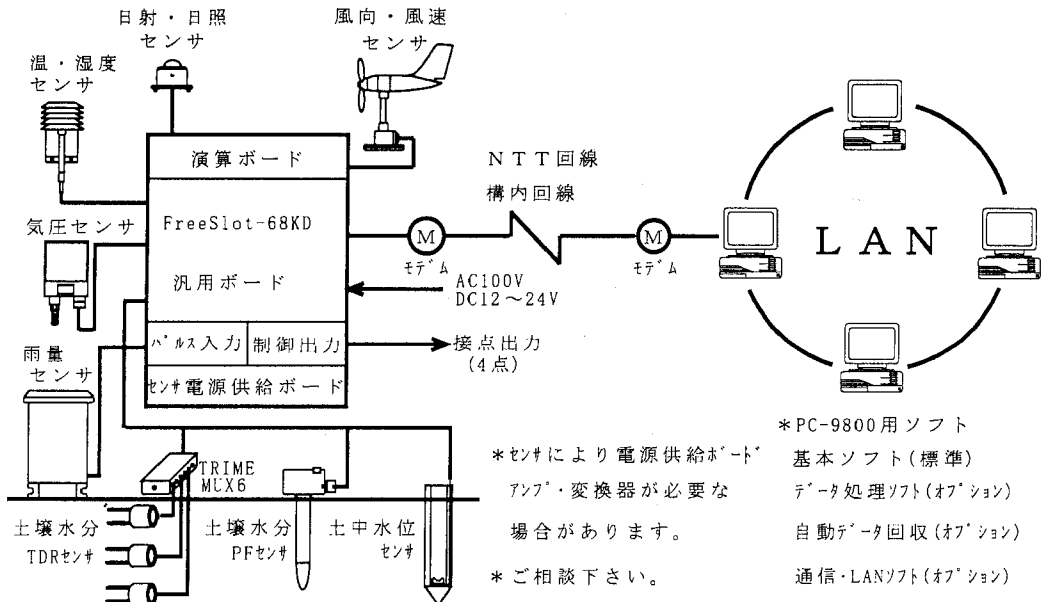 日射・日照
センサ
風向・風速
センサ
温・湿度
センサ
演算ボード
NTT回線
構内回線
気圧センサ
FreeSlot-68KD
汎用ボード
M
モデム
M
モデム
LAN
AC100V
DC12～24V
雨量
センサ
パルス入力
制御出力
接点出力
(4点)
センサ電源供給ボード
TRIME
MUX6
土壌水分
TDRセンサ
土壌水分
PFセンサ
土中水位
センサ
*センサにより電源供給ボード
アンプ・変換器が必要な
場合があります。
*ご相談下さい。
*PC-9800用ソフト
基本ソフト(標準)
データ処理ソフト(オプション)
自動データ回収(オプション)
通信・LANソフト(オプション)